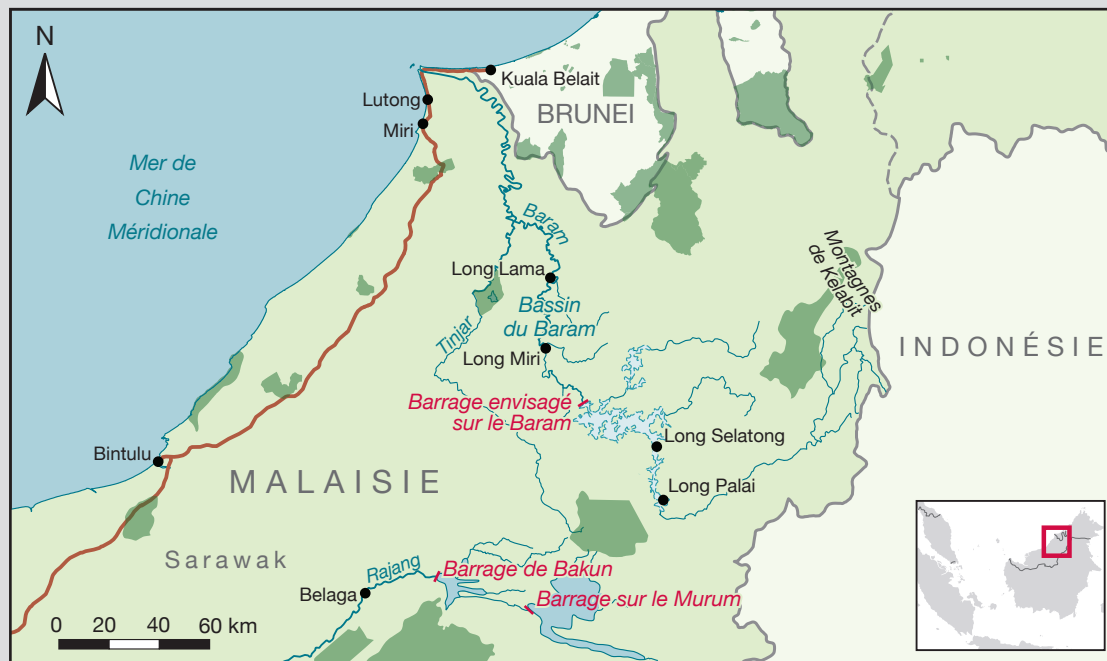 N
Kuala Belait
Lutong
BRUNEI
Miri
Mer de
Chine
Méridionale
Baram
Montagnes
de Kelabit
Long Lama
Bassin
du Baram
Tinjar
Long Miri
INDONÉSIE
Barrage envisagé
sur le Baram
Long Selatong
Bintulu
MALAISIE
Long Palai
Sarawak
Rajang
Barrage de Bakun
Belaga
Barrage sur le Murum
0 20 40 60 km